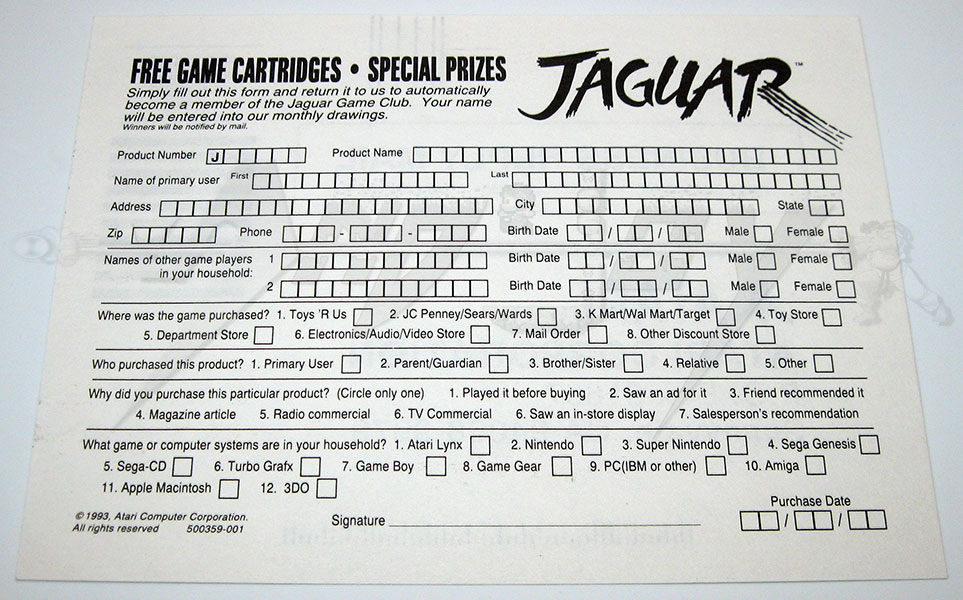 FREE GAME CARTRIDGES • SPECIAL PRIZES
JAGUAR™
Simply fill out this form and return it to us to automatically
become a member of the Jaguar Game Club. Your name
will be entered into our monthly drawings.
Winners will be notified by mail.
Product Number J Product Name
Name of primary user First Last
Address City State
Zip Phone - - Birth Date / / Male Female
Names of other game players 1 Birth Date / / Male Female
in your household:
2 Birth Date / / Male Female
Where was the game purchased? 1. Toys 'R Us 2. JC Penney/Sears/Wards 3. K Mart/Wal Mart/Target 4. Toy Store
5. Department Store 6. Electronics/Audio/Video Store 7. Mail Order 8. Other Discount Store
Who purchased this product? 1. Primary User 2. Parent/Guardian 3. Brother/Sister 4. Relative 5. Other
Why did you purchase this particular product? (Circle only one) 1. Played it before buying 2. Saw an ad for it 3. Friend recommended it
4. Magazine article 5. Radio commercial 6. TV Commercial 6. Saw an in-store display 7. Salesperson's recommendation
What game or computer systems are in your household? 1. Atari Lynx 2. Nintendo 3. Super Nintendo 4. Sega Genesis
5. Sega-CD 6. Turbo Grafx 7. Game Boy 8. Game Gear 9. PC(IBM or other) 10. Amiga
11. Apple Macintosh 12. 3DO
Purchase Date
©1993, Atari Computer Corporation.
All rights reserved 500359-001
Signature / /